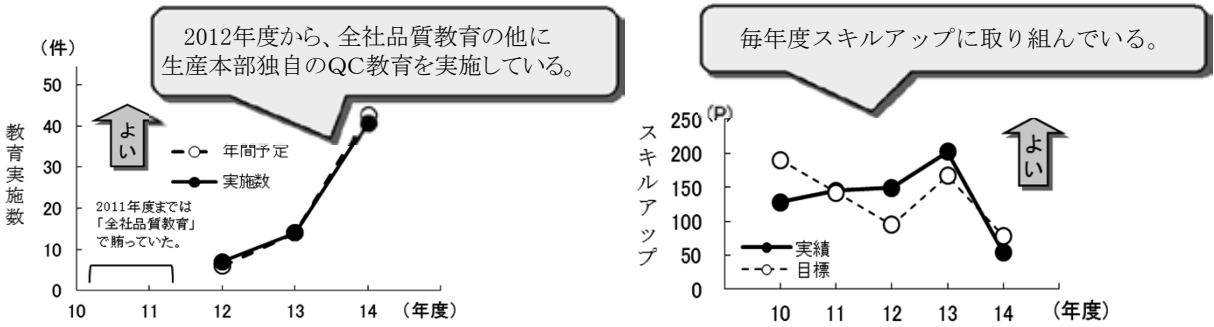 2012年度から、全社品質教育の他に
生産本部独自のQC教育を実施している。
(件)
50
40
30
20
10
0
教育実施数
よい
年間予定
実施数
2011年度までは
「全社品質教育」
で賄っていた。
10 11 12 13 14 (年度)
毎年度スキルアップに取り組んでいる。
(P)
250
200
150
100
50
0
スキルアップ
よい
実績
目標
10 11 12 13 14 (年度)